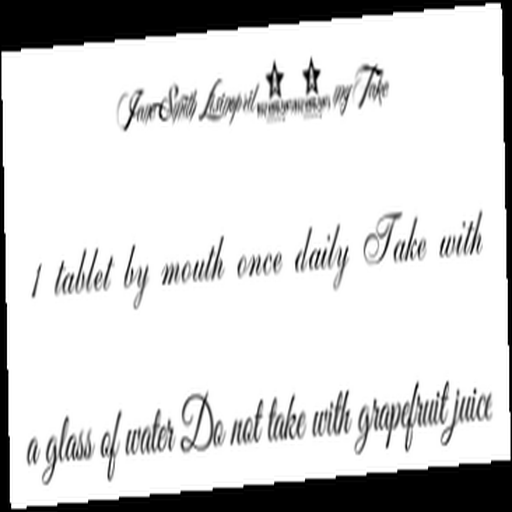 Jane Smith Lisinopril mg Take
1 tablet by mouth once daily Take with
a glass of water Do not take with grapefruit juice